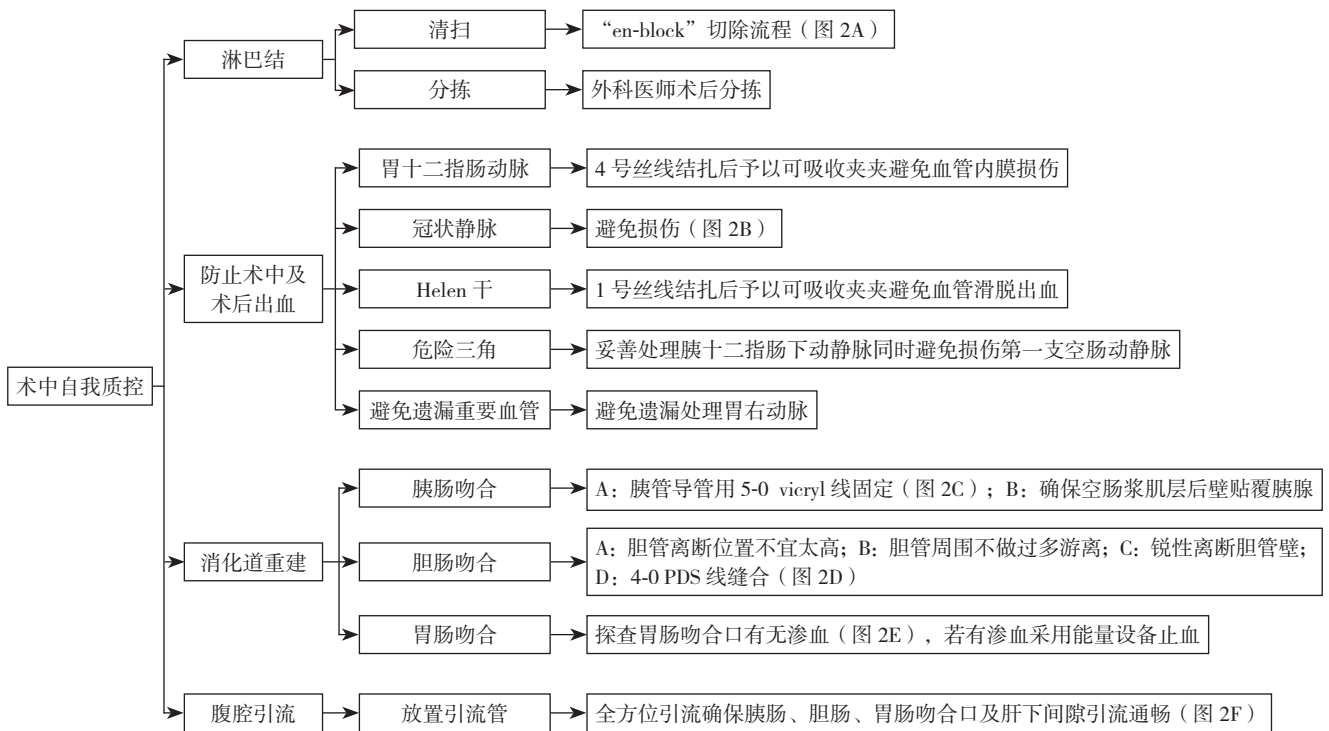 术中自我质控
淋巴结
清扫
“en-block”切除流程(图 2A)
分拣
外科医师术后分拣
防止术中及
术后出血
胃十二指肠动脉
4 号丝线结扎后予以可吸收夹夹避免血管内膜损伤
冠状静脉
避免损伤(图 2B)
Helen 干
1 号丝线结扎后予以可吸收夹夹避免血管滑脱出血
危险三角
妥善处理胰十二指肠下动静脉同时避免损伤第一支空肠动静脉
避免遗漏重要血管
避免遗漏处理胃右动脉
消化道重建
胰肠吻合
A：胰管导管用 5-0 vicryl 线固定(图 2C)；B：确保空肠浆肌层后壁贴覆胰腺
胆肠吻合
A：胆管离断位置不宜太高；B：胆管周围不做过多游离；C：锐性离断胆管壁；
D：4-0 PDS 线缝合(图 2D)
胃肠吻合
探查胃肠吻合口有无渗血(图 2E)，若有渗血采用能量设备止血
腹腔引流
放置引流管
全方位引流确保胰肠、胆肠、胃肠吻合口及肝下间隙引流通畅(图 2F)